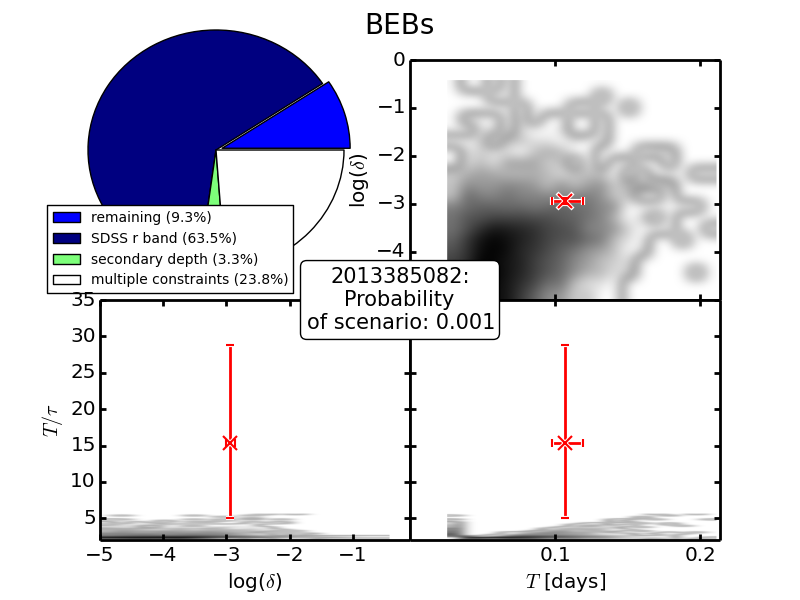 BEBs
remaining (9.3%)
SDSS r band (63.5%)
secondary depth (3.3%)
multiple constraints (23.8%)
0
−1
−2
−3
−4
log(δ)
2013385082:
Probability
of scenario: 0.001
35
30
25
20
15
10
5
T/τ
−5 −4 −3 −2 −1
log(δ)
0.1 0.2
T [days]